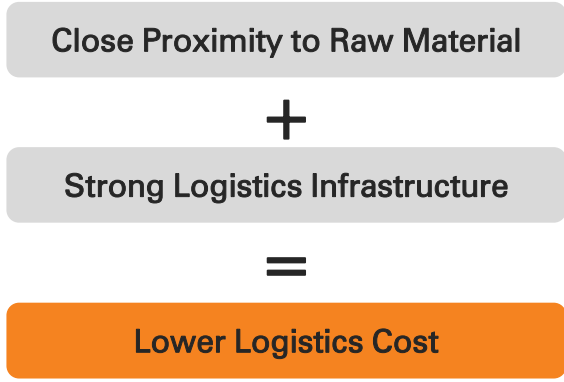 Close Proximity to Raw Material
+
Strong Logistics Infrastructure
=
Lower Logistics Cost